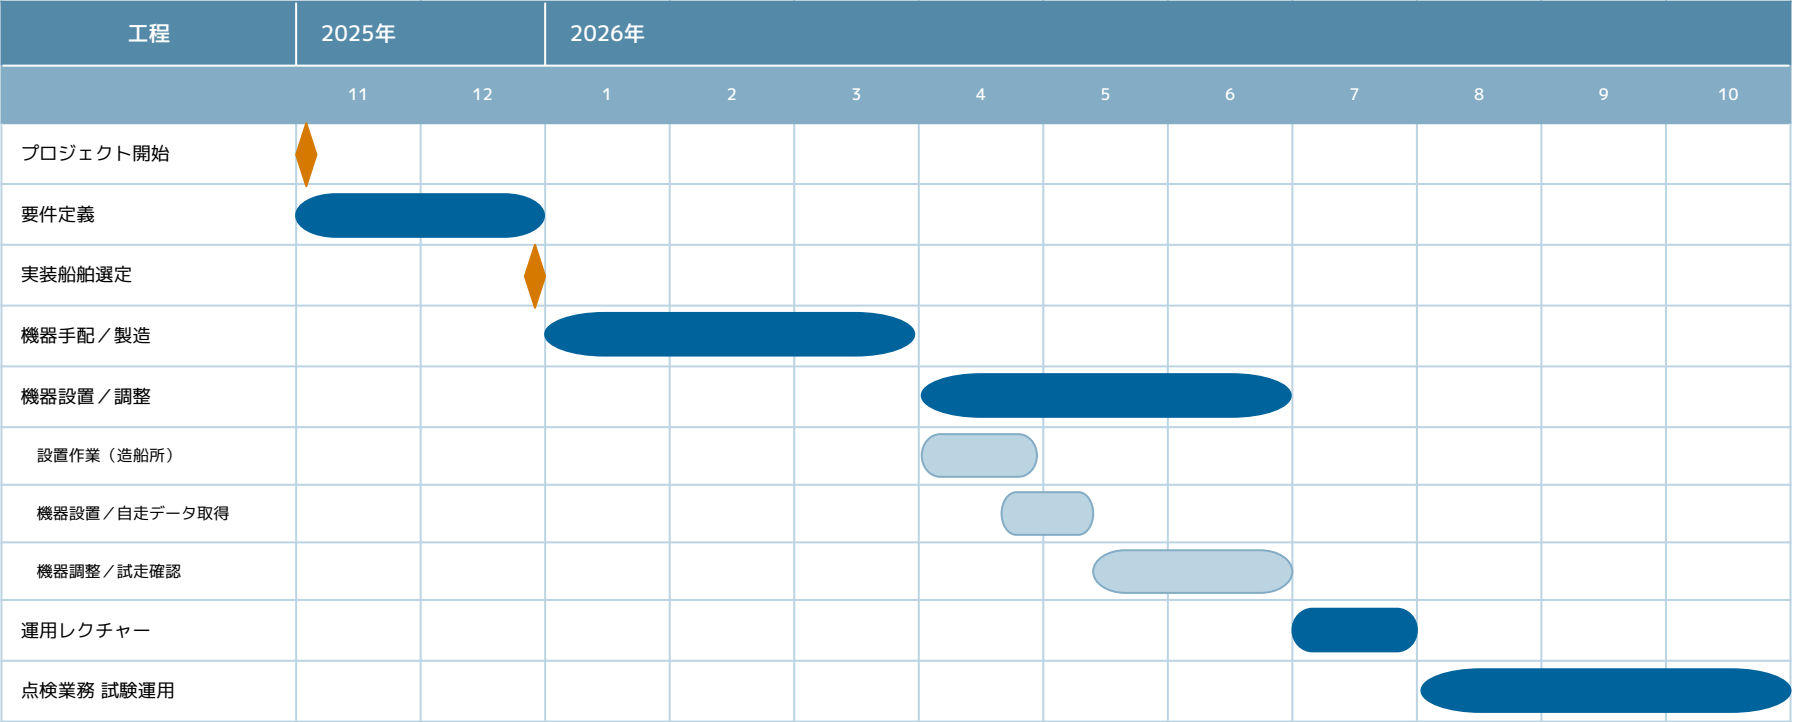 工程 2025年 2026年
11 12 1 2 3 4 5 6 7 8 9 10
プロジェクト開始
要件定義
実装船舶選定
機器手配／製造
機器設置／調整
設置作業（造船所）
機器設置／自走データ取得
機器調整／試走確認
運用レクチャー
点検業務 試験運用